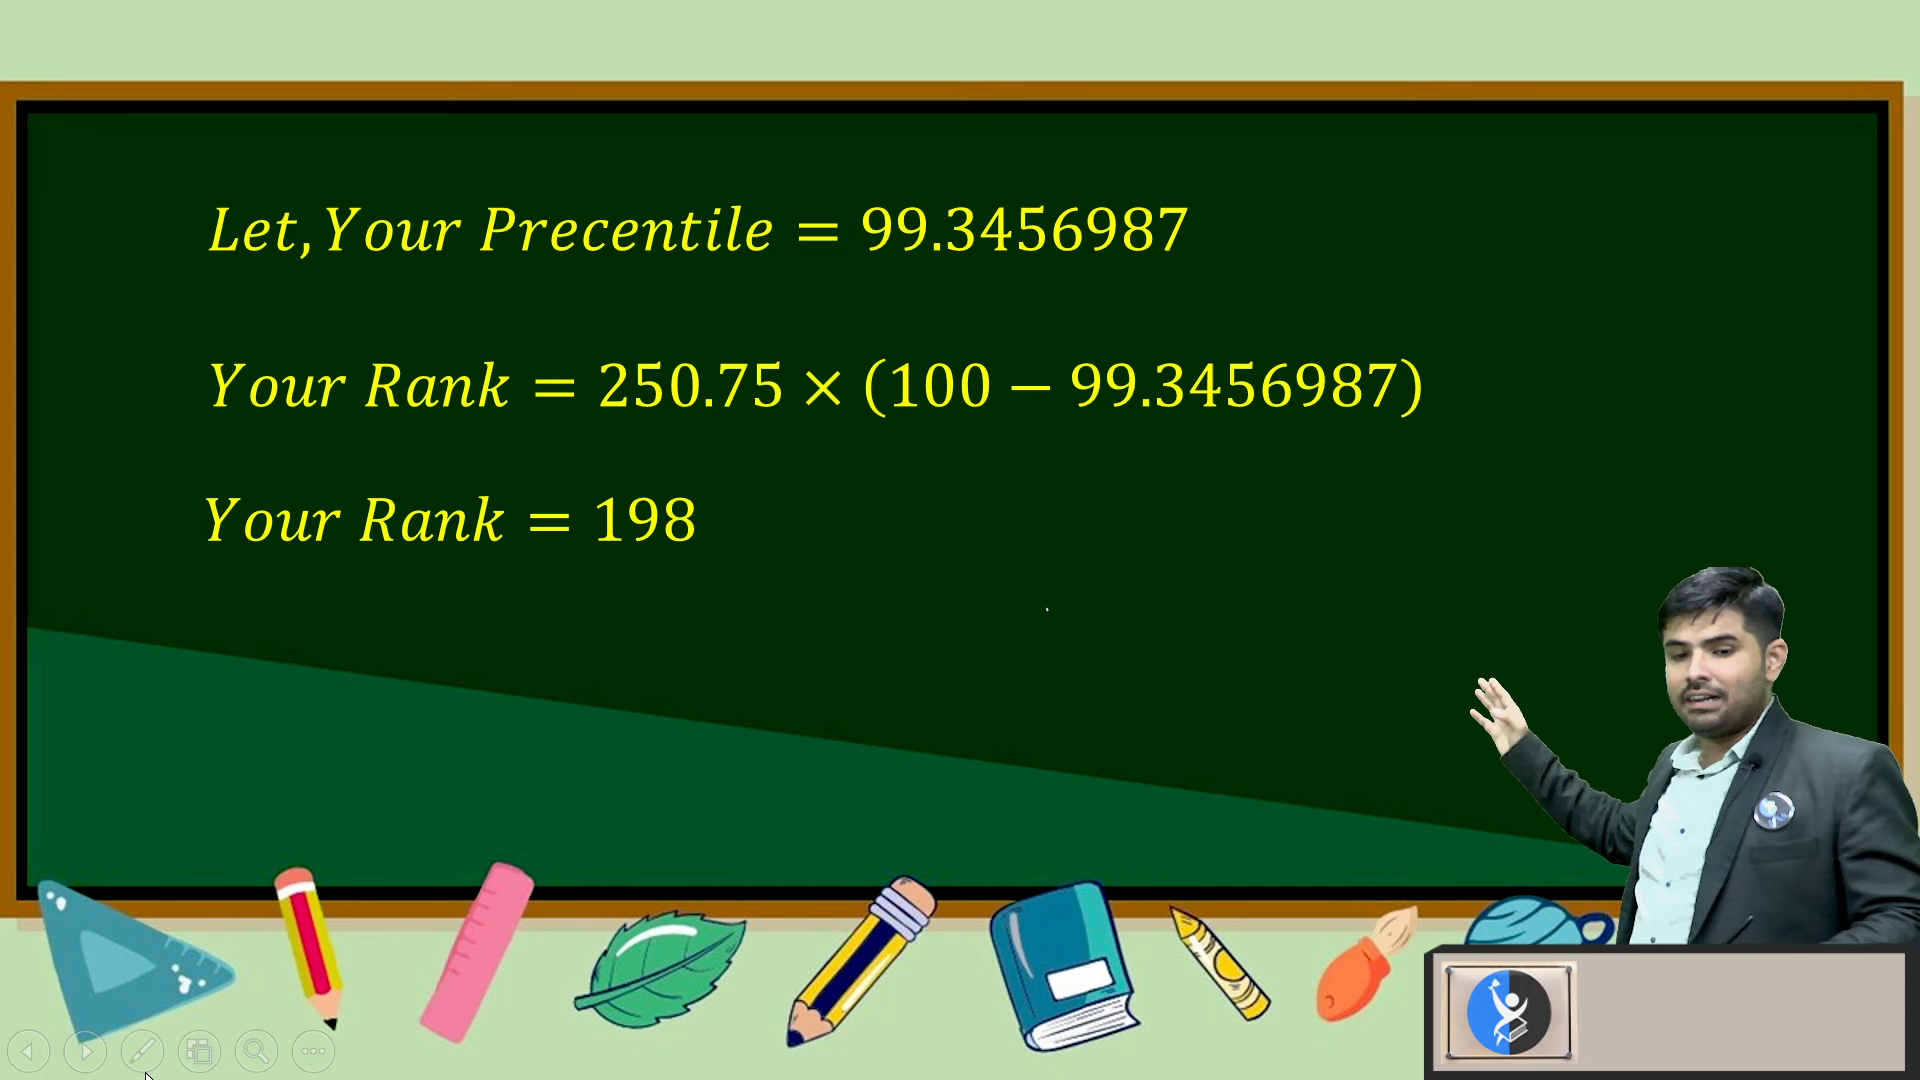 Let, Your Precentile = 99.3456987
Your Rank = 250.75 × (100 − 99.3456987)
Your Rank = 198